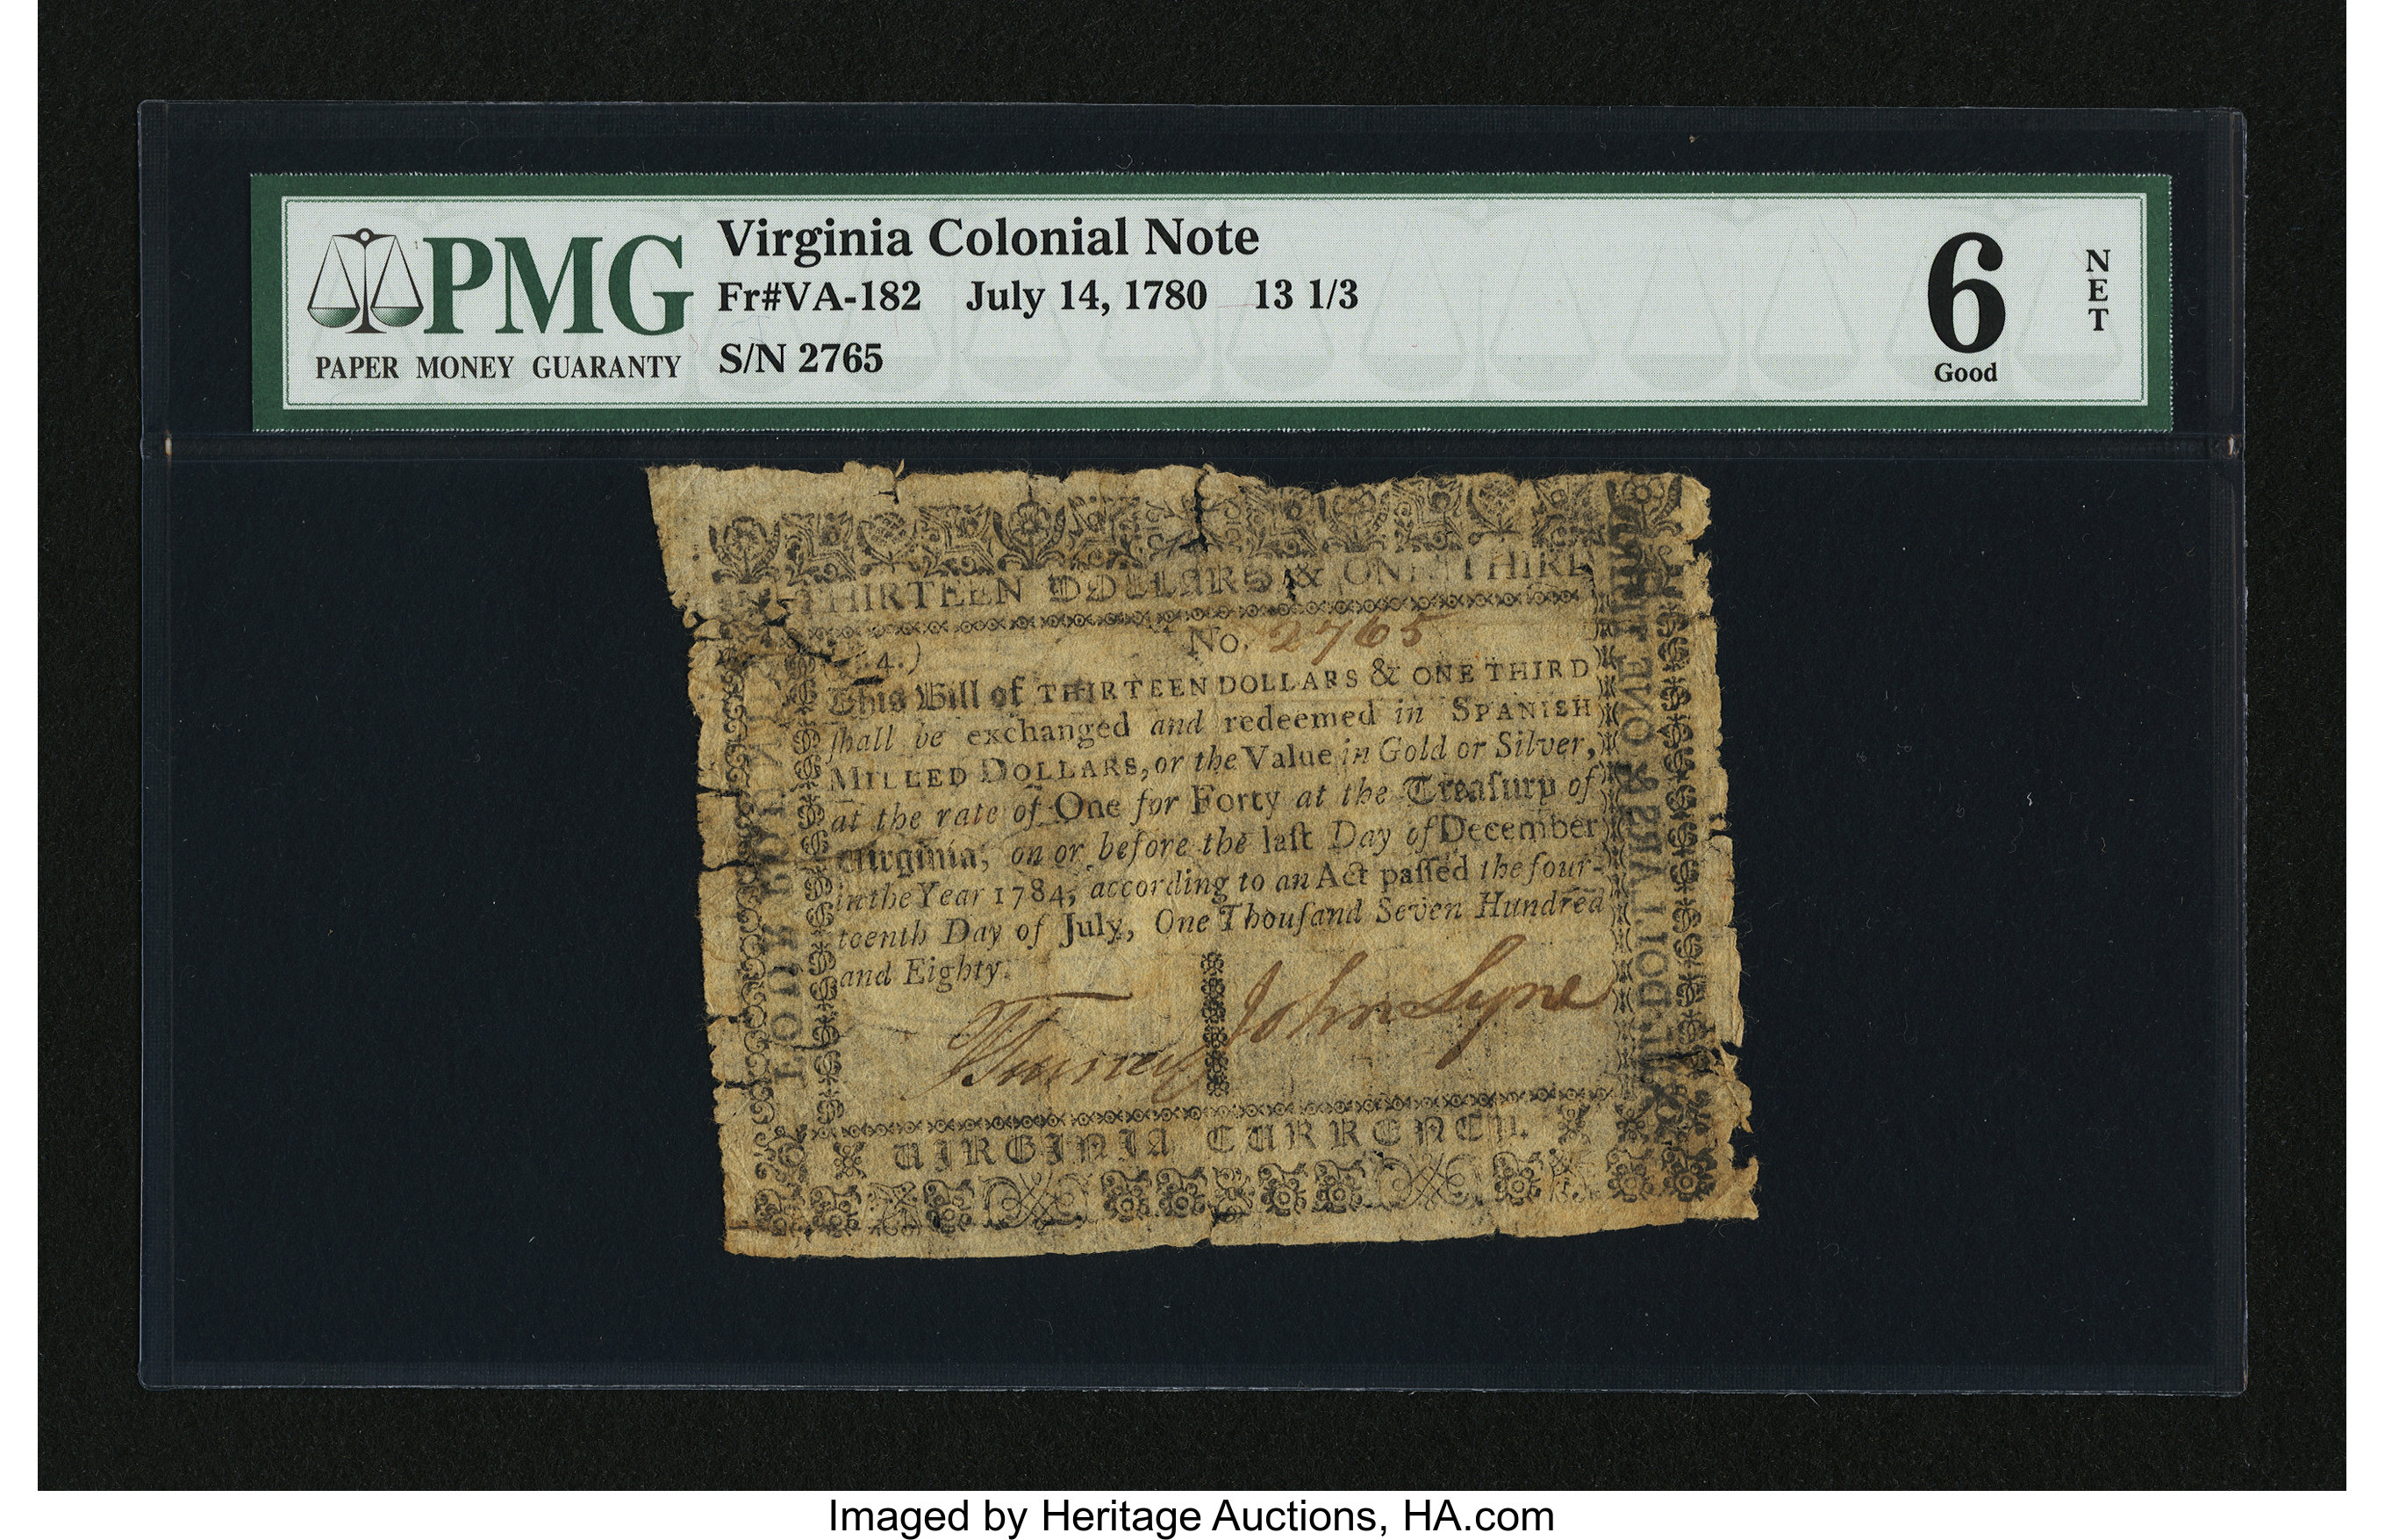 PMG
PAPER MONEY GUARANTY
Virginia Colonial Note
Fr#VA-182 July 14, 1780 13 1/3
S/N 2765
6
Good
NET
THIRTEEN DOLLARS & ONE THIRD
No. 2765
4.)
This Bill of THIRTEEN DOLLARS & ONE THIRD
ſhall be exchanged and redeemed in SPANISH
MILLED DOLLARS, or the Value in Gold or Silver,
at the rate of One for Forty at the Treaſury of
Virginia, on or before the laſt Day of December
in the Year 1784, according to an Act paſſed the four-
teenth Day of July, One Thouſand Seven Hundred
and Eighty.
John Lyne
VIRGINIA CURRENCY.
FOUR
DOLLARS & ONE
Imaged by Heritage Auctions, HA.com